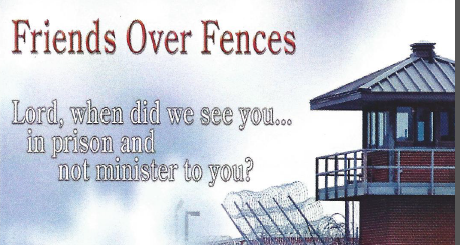 Friends Over Fences
Lord, when did we see you...
in prison and
not minister to you?